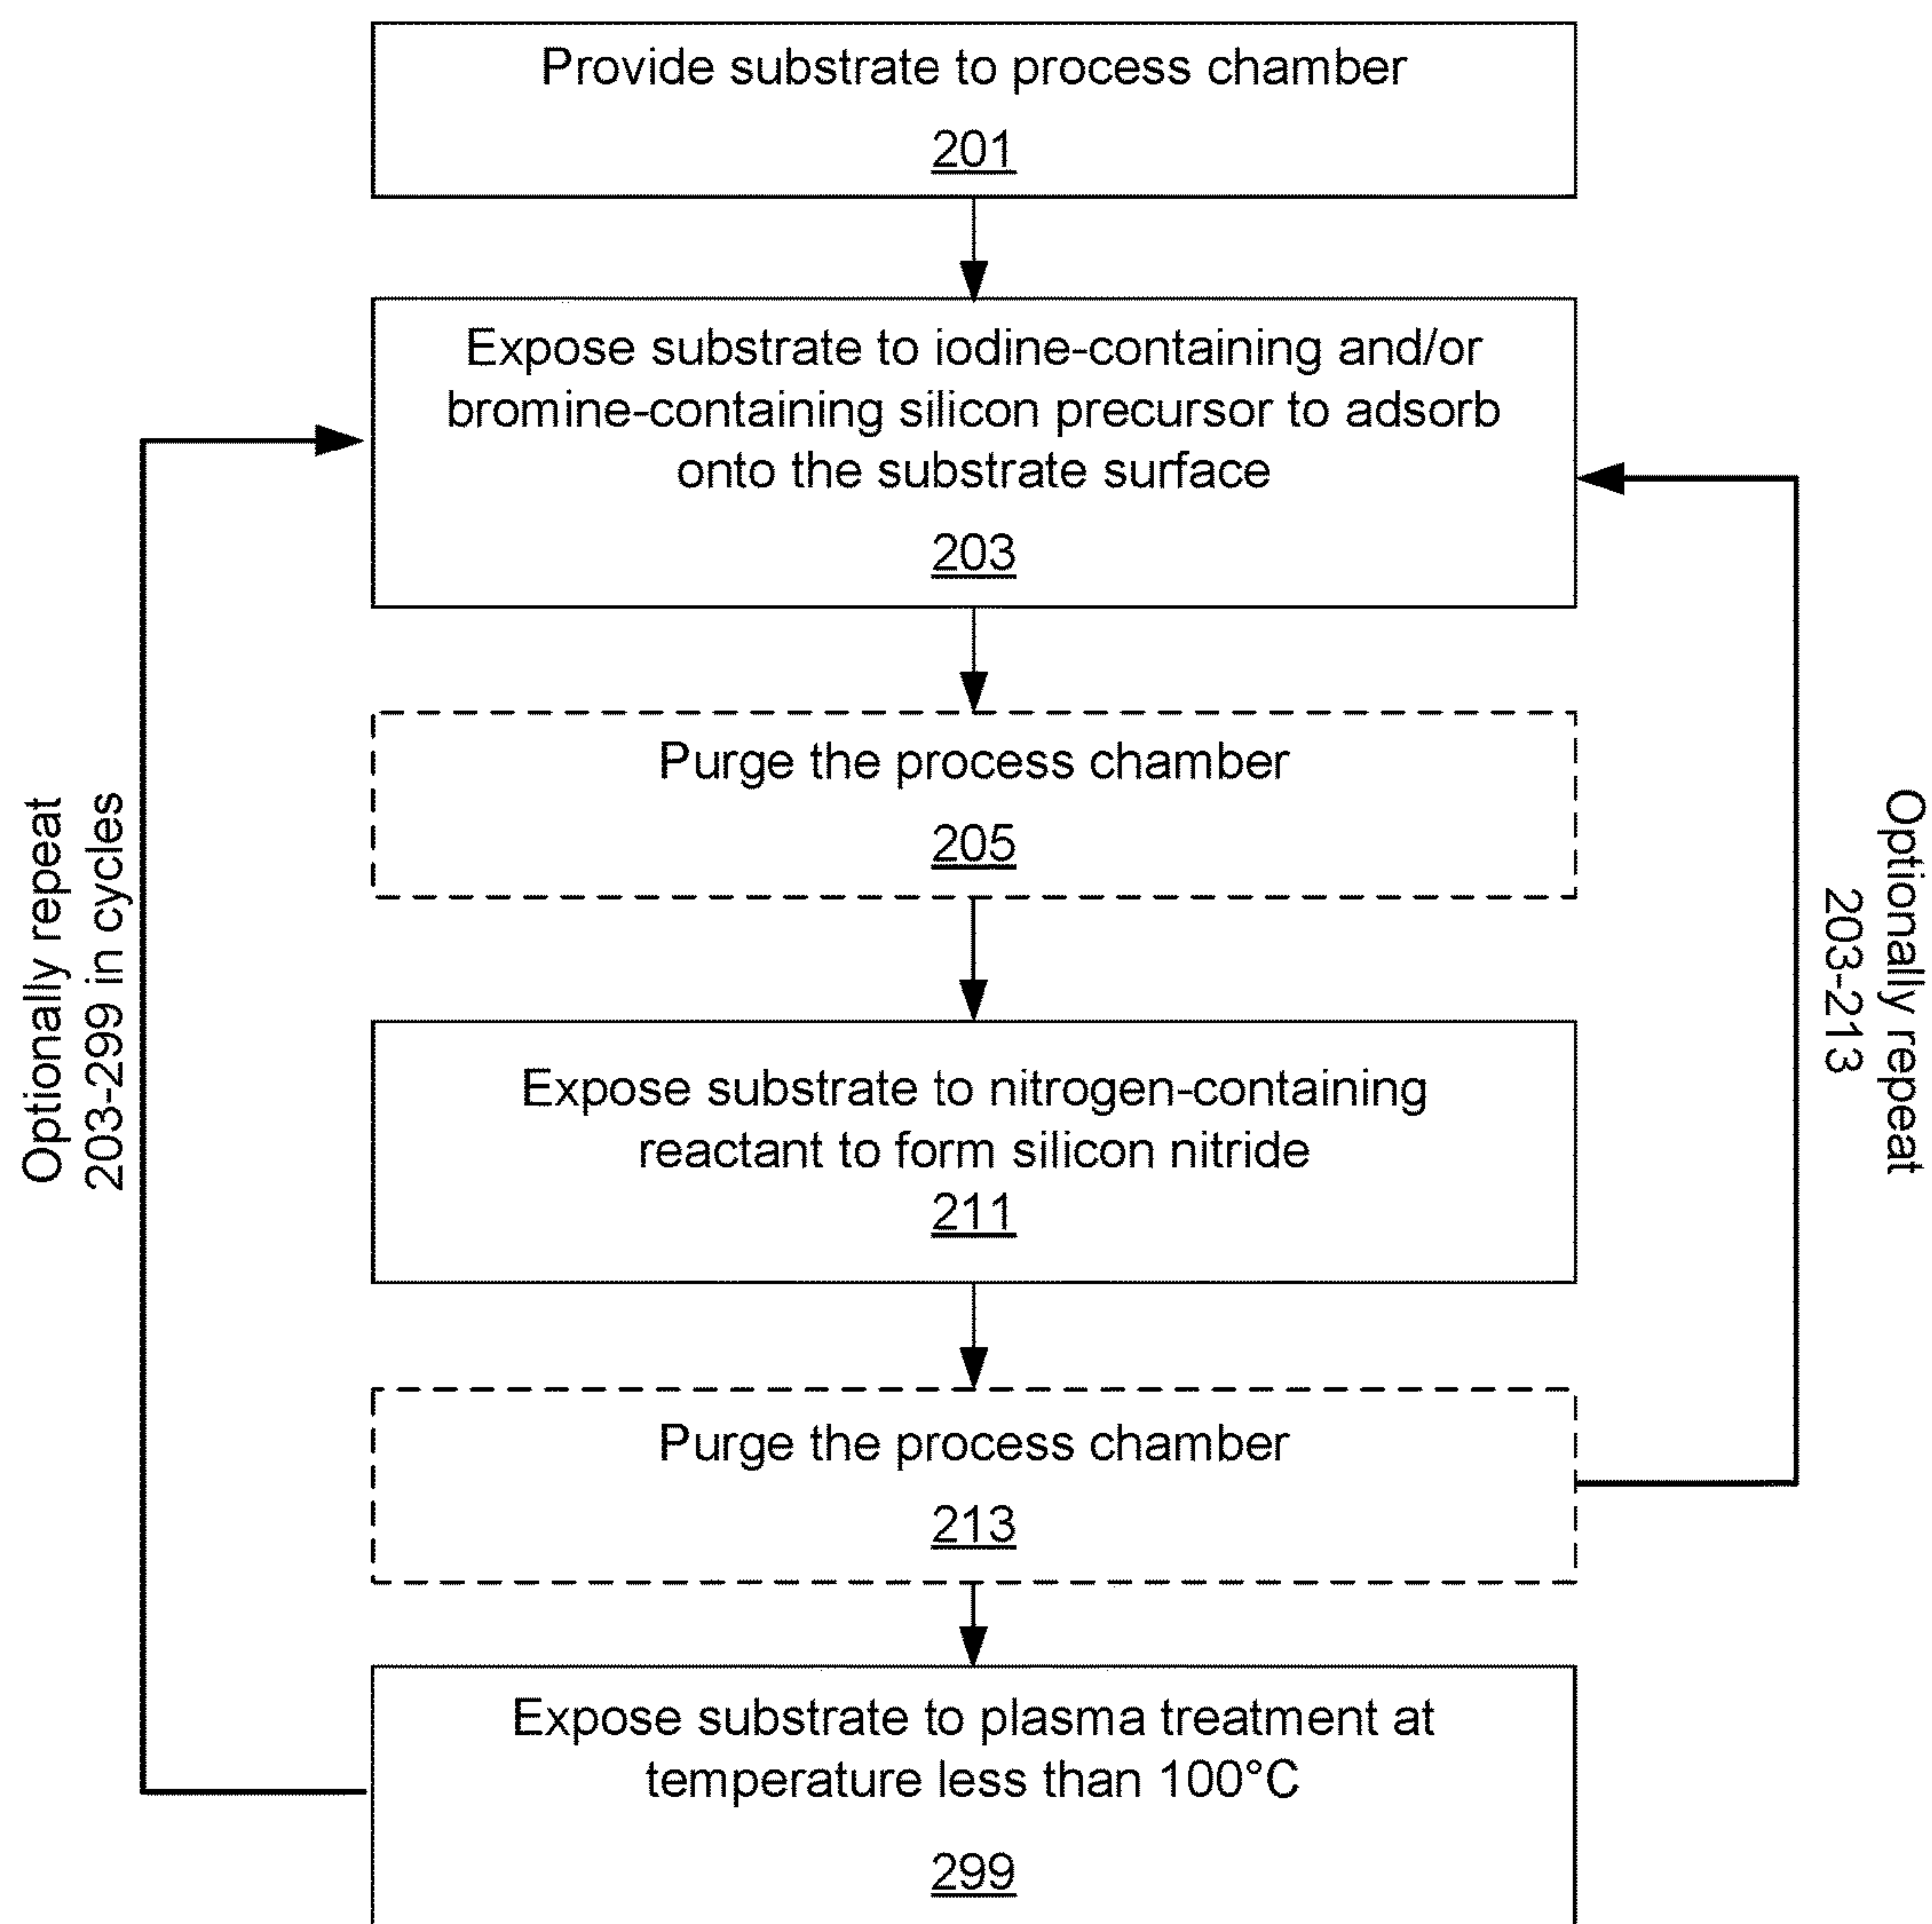 Provide substrate to process chamber
201
Expose substrate to iodine-containing and/or
bromine-containing silicon precursor to adsorb
onto the substrate surface
203
Purge the process chamber
205
Expose substrate to nitrogen-containing
reactant to form silicon nitride
211
Purge the process chamber
213
Expose substrate to plasma treatment at
temperature less than 100°C
299
Optionally repeat
203-299 in cycles
Optionally repeat
203-213